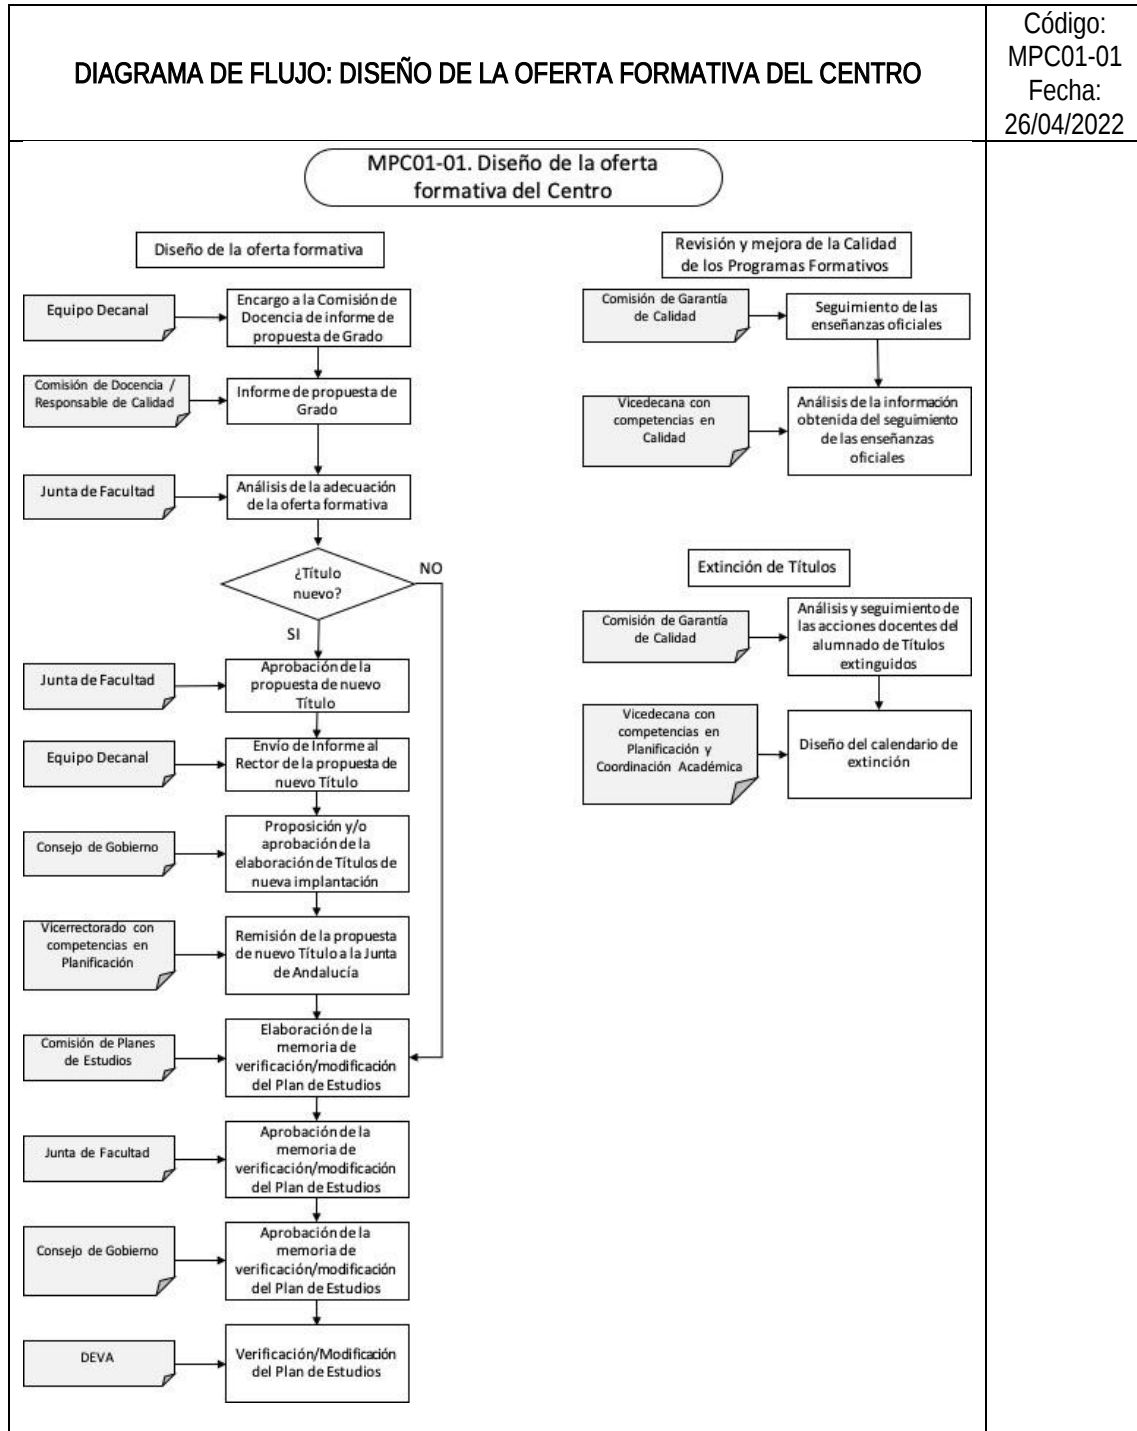 DIAGRAMA DE FLUJO: DISEÑO DE LA OFERTA FORMATIVA DEL CENTRO
Código:
MPC01-01
Fecha:
26/04/2022
MPC01-01. Diseño de la oferta
formativa del Centro
Diseño de la oferta formativa
Equipo Decanal
Encargo a la Comisión de
Docencia de informe de
propuesta de Grado
Comisión de Docencia /
Responsable de Calidad
Informe de propuesta de
Grado
Junta de Facultad
Análisis de la adecuación
de la oferta formativa
¿Título
nuevo?
NO
SI
Junta de Facultad
Aprobación de la
propuesta de nuevo
Título
Equipo Decanal
Envío de Informe al
Rector de la propuesta de
nuevo Título
Consejo de Gobierno
Proposición y/o
aprobación de la
elaboración de Títulos de
nueva implantación
Vicerrectorado con
competencias en
Planificación
Remisión de la propuesta
de nuevo Título a la Junta
de Andalucía
Comisión de Planes
de Estudios
Elaboración de la
memoria de
verificación/modificación
del Plan de Estudios
Junta de Facultad
Aprobación de la
memoria de
verificación/modificación
del Plan de Estudios
Consejo de Gobierno
Aprobación de la
memoria de
verificación/modificación
del Plan de Estudios
DEVA
Verificación/Modificación
del Plan de Estudios
Revisión y mejora de la Calidad
de los Programas Formativos
Comisión de Garantía
de Calidad
Seguimiento de las
enseñanzas oficiales
Vicedecana con
competencias en
Calidad
Análisis de la información
obtenida del seguimiento
de las enseñanzas
oficiales
Extinción de Títulos
Comisión de Garantía
de Calidad
Análisis y seguimiento de
las acciones docentes del
alumnado de Títulos
extinguidos
Vicedecana con
competencias en
Planificación y
Coordinación Académica
Diseño del calendario de
extinción